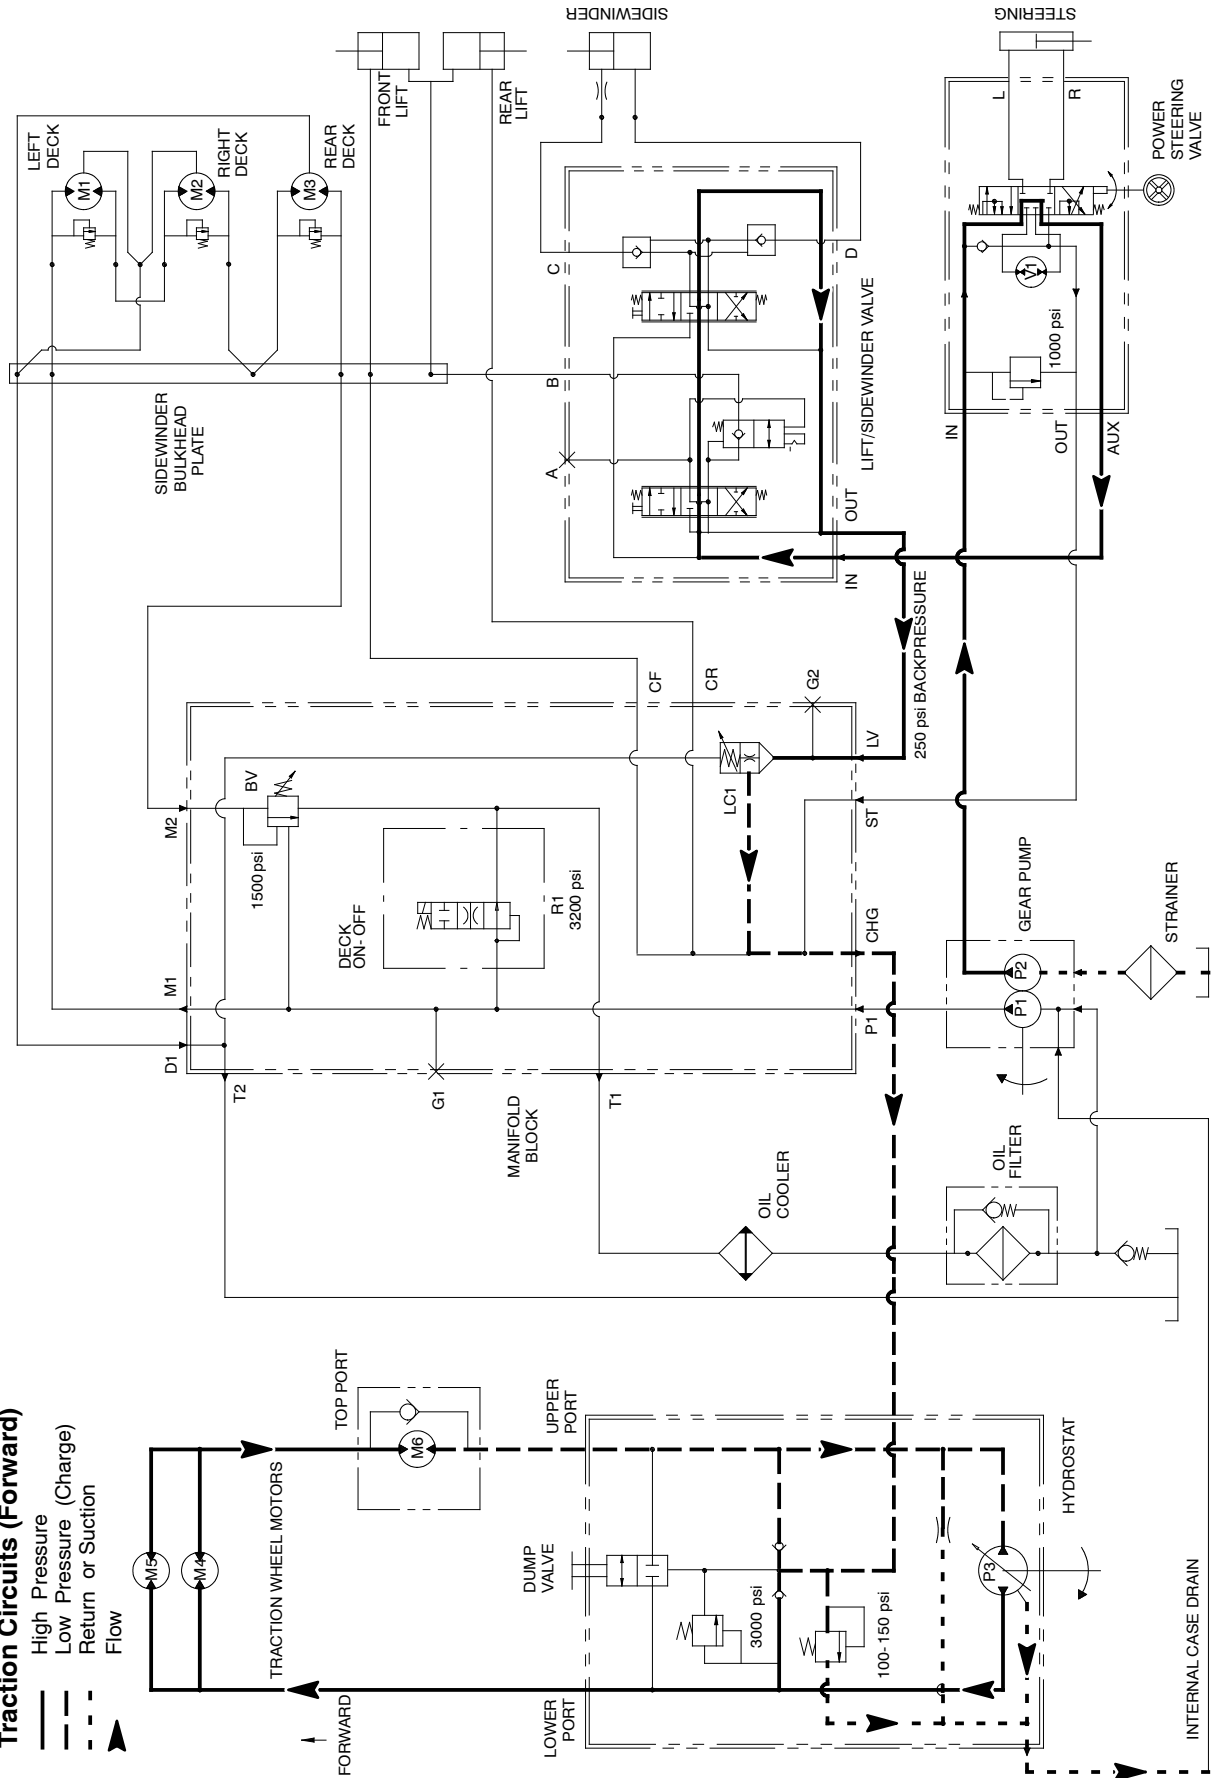 Traction Circuits (Forward)
High Pressure
Low Pressure (Charge)
Return or Suction
Flow
FORWARD
M5
M4
TRACTION WHEEL MOTORS
TOP PORT
M6
LOWER
PORT
UPPER
PORT
DUMP
VALVE
3000 psi
100-150 psi
P3
HYDROSTAT
INTERNAL CASE DRAIN
T2
D1
M1
M2
G1
T1
MANIFOLD
BLOCK
1500 psi
BV
DECK
ON-OFF
R1
3200 psi
LC1
CF
CR
G2
P1
CHG
ST
LV
250 psi BACKPRESSURE
OIL
COOLER
OIL
FILTER
P1
P2
GEAR PUMP
STRAINER
SIDEWINDER
BULKHEAD
PLATE
LEFT
DECK
M1
M2
RIGHT
DECK
REAR
DECK
M3
FRONT
LIFT
REAR
LIFT
SIDEWINDER
A
B
C
D
IN
OUT
LIFT/SIDEWINDER VALVE
STEERING
L
R
V1
1000 psi
IN
OUT
AUX
POWER
STEERING
VALVE